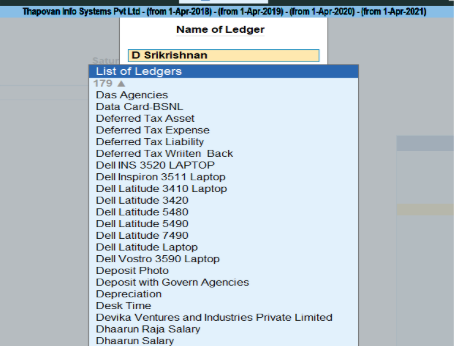 Thapovan Info Systems Pvt Ltd - (from 1-Apr-2018) - (from 1-Apr-2019) - (from 1-Apr-2020) - (from 1-Apr-2021)
Name of Ledger
D Srikrishnan
List of Ledgers
179 ▲
Das Agencies
Data Card-BSNL
Deferred Tax Asset
Deferred Tax Expense
Deferred Tax Liability
Deferred Tax Wriiten Back
Dell INS 3520 LAPTOP
Dell Inspiron 3511 Laptop
Dell Latitude 3410 Laptop
Dell Latitude 3420
Dell Latitude 5480
Dell Latitude 5490
Dell Latitude 7490
Dell Latitude Laptop
Dell Vostro 3590 Laptop
Deposit Photo
Deposit with Govern Agencies
Depreciation
Desk Time
Devika Ventures and Industries Private Limited
Dhaarun Raja Salary
Dhaarun Salary